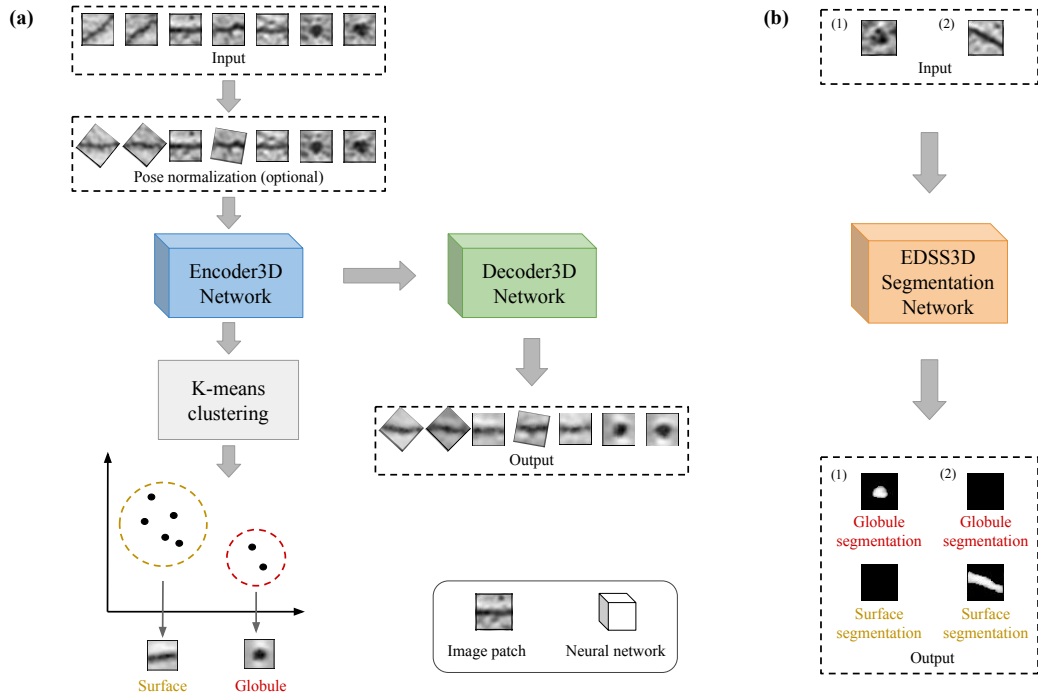 (a)
Input
Pose normalization (optional)
Encoder3D
Network
Decoder3D
Network
K-means
clustering
Output
Surface
Globule
Image patch
Neural network
(b)
(1)
(2)
Input
EDSS3D
Segmentation
Network
(1)
(2)
Globule
segmentation
Globule
segmentation
Surface
segmentation
Surface
segmentation
Output